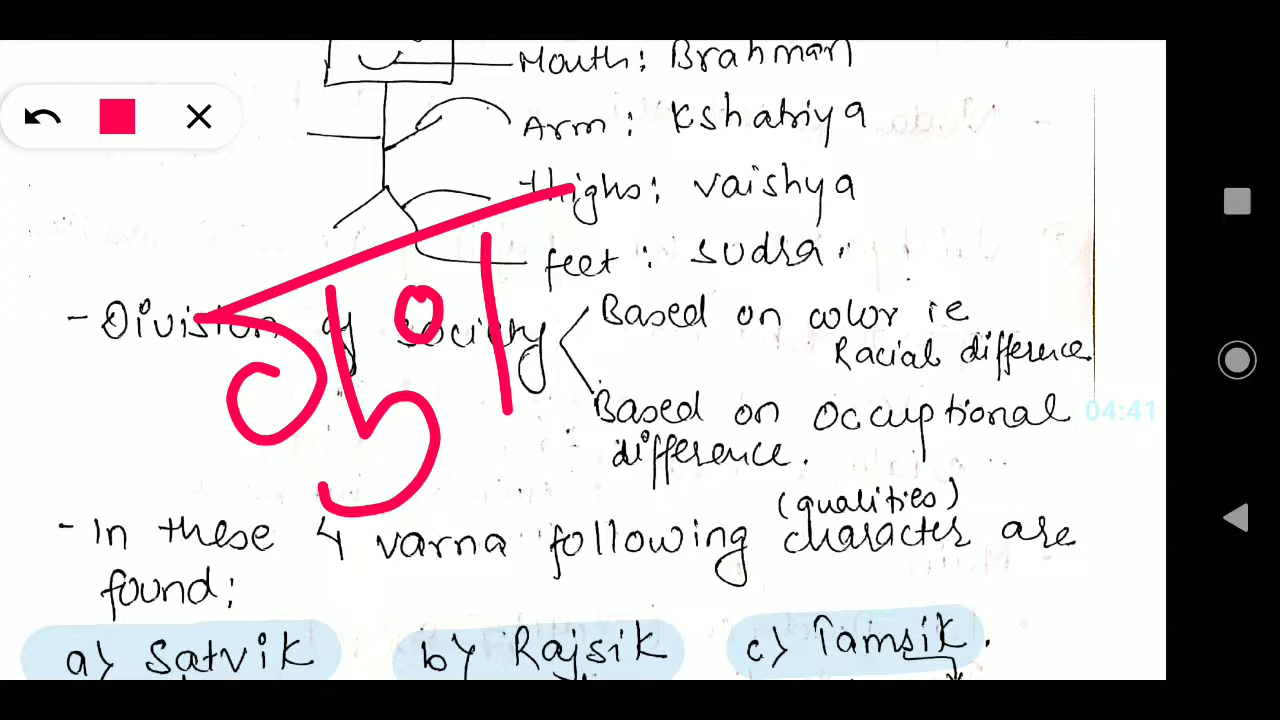 Mouth: Brahman
Arm: Kshatriya
Thighs: Vaishya
feet: Sudra.
- Division of society
Based on color ie
Racial difference
Based on Occuptional
difference.
04:41
(qualities)
- In these 4 varna following character are
found:
a) Satvik b) Rajsik c) Tamsik.